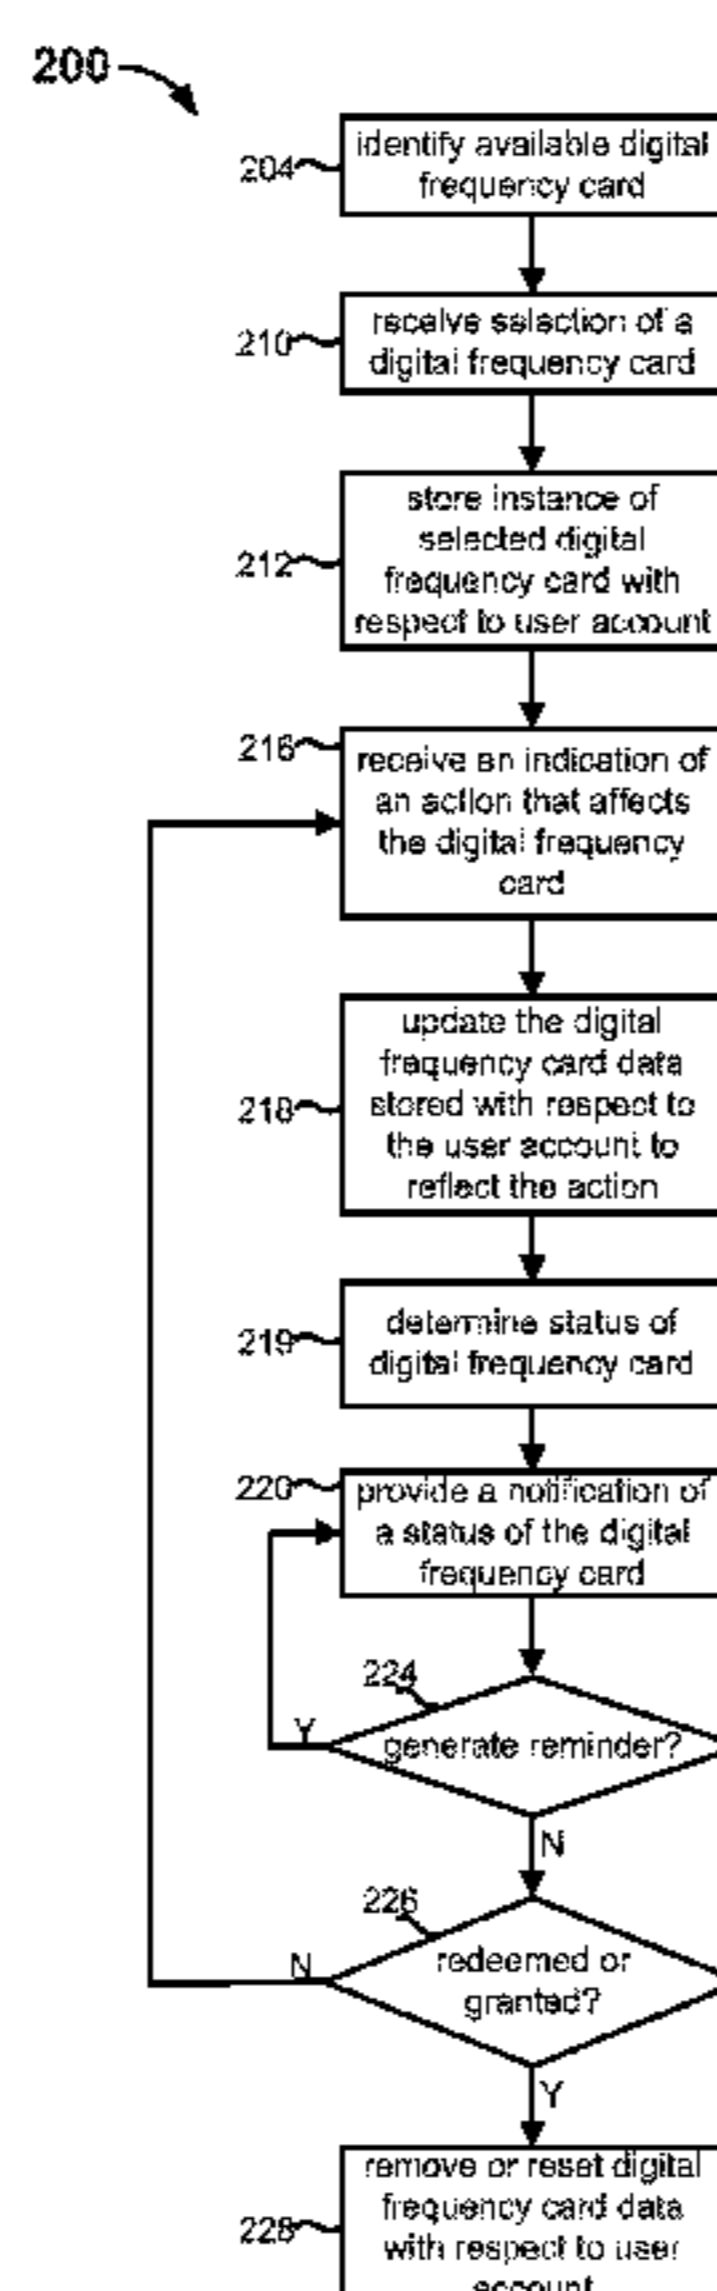 200
204
identify available digital
frequency card
210
receive selection of a
digital frequency card
212
store instance of
selected digital
frequency card with
respect to user account
216
receive an indication of
an action that affects
the digital frequency
card
218
update the digital
frequency card data
stored with respect to
the user account to
reflect the action
219
determine status of
digital frequency card
220
provide a notification of
a status of the digital
frequency card
224
Y
generate reminder?
N
226
N
redeemed or
granted?
Y
228
remove or reset digital
frequency card data
with respect to user
account